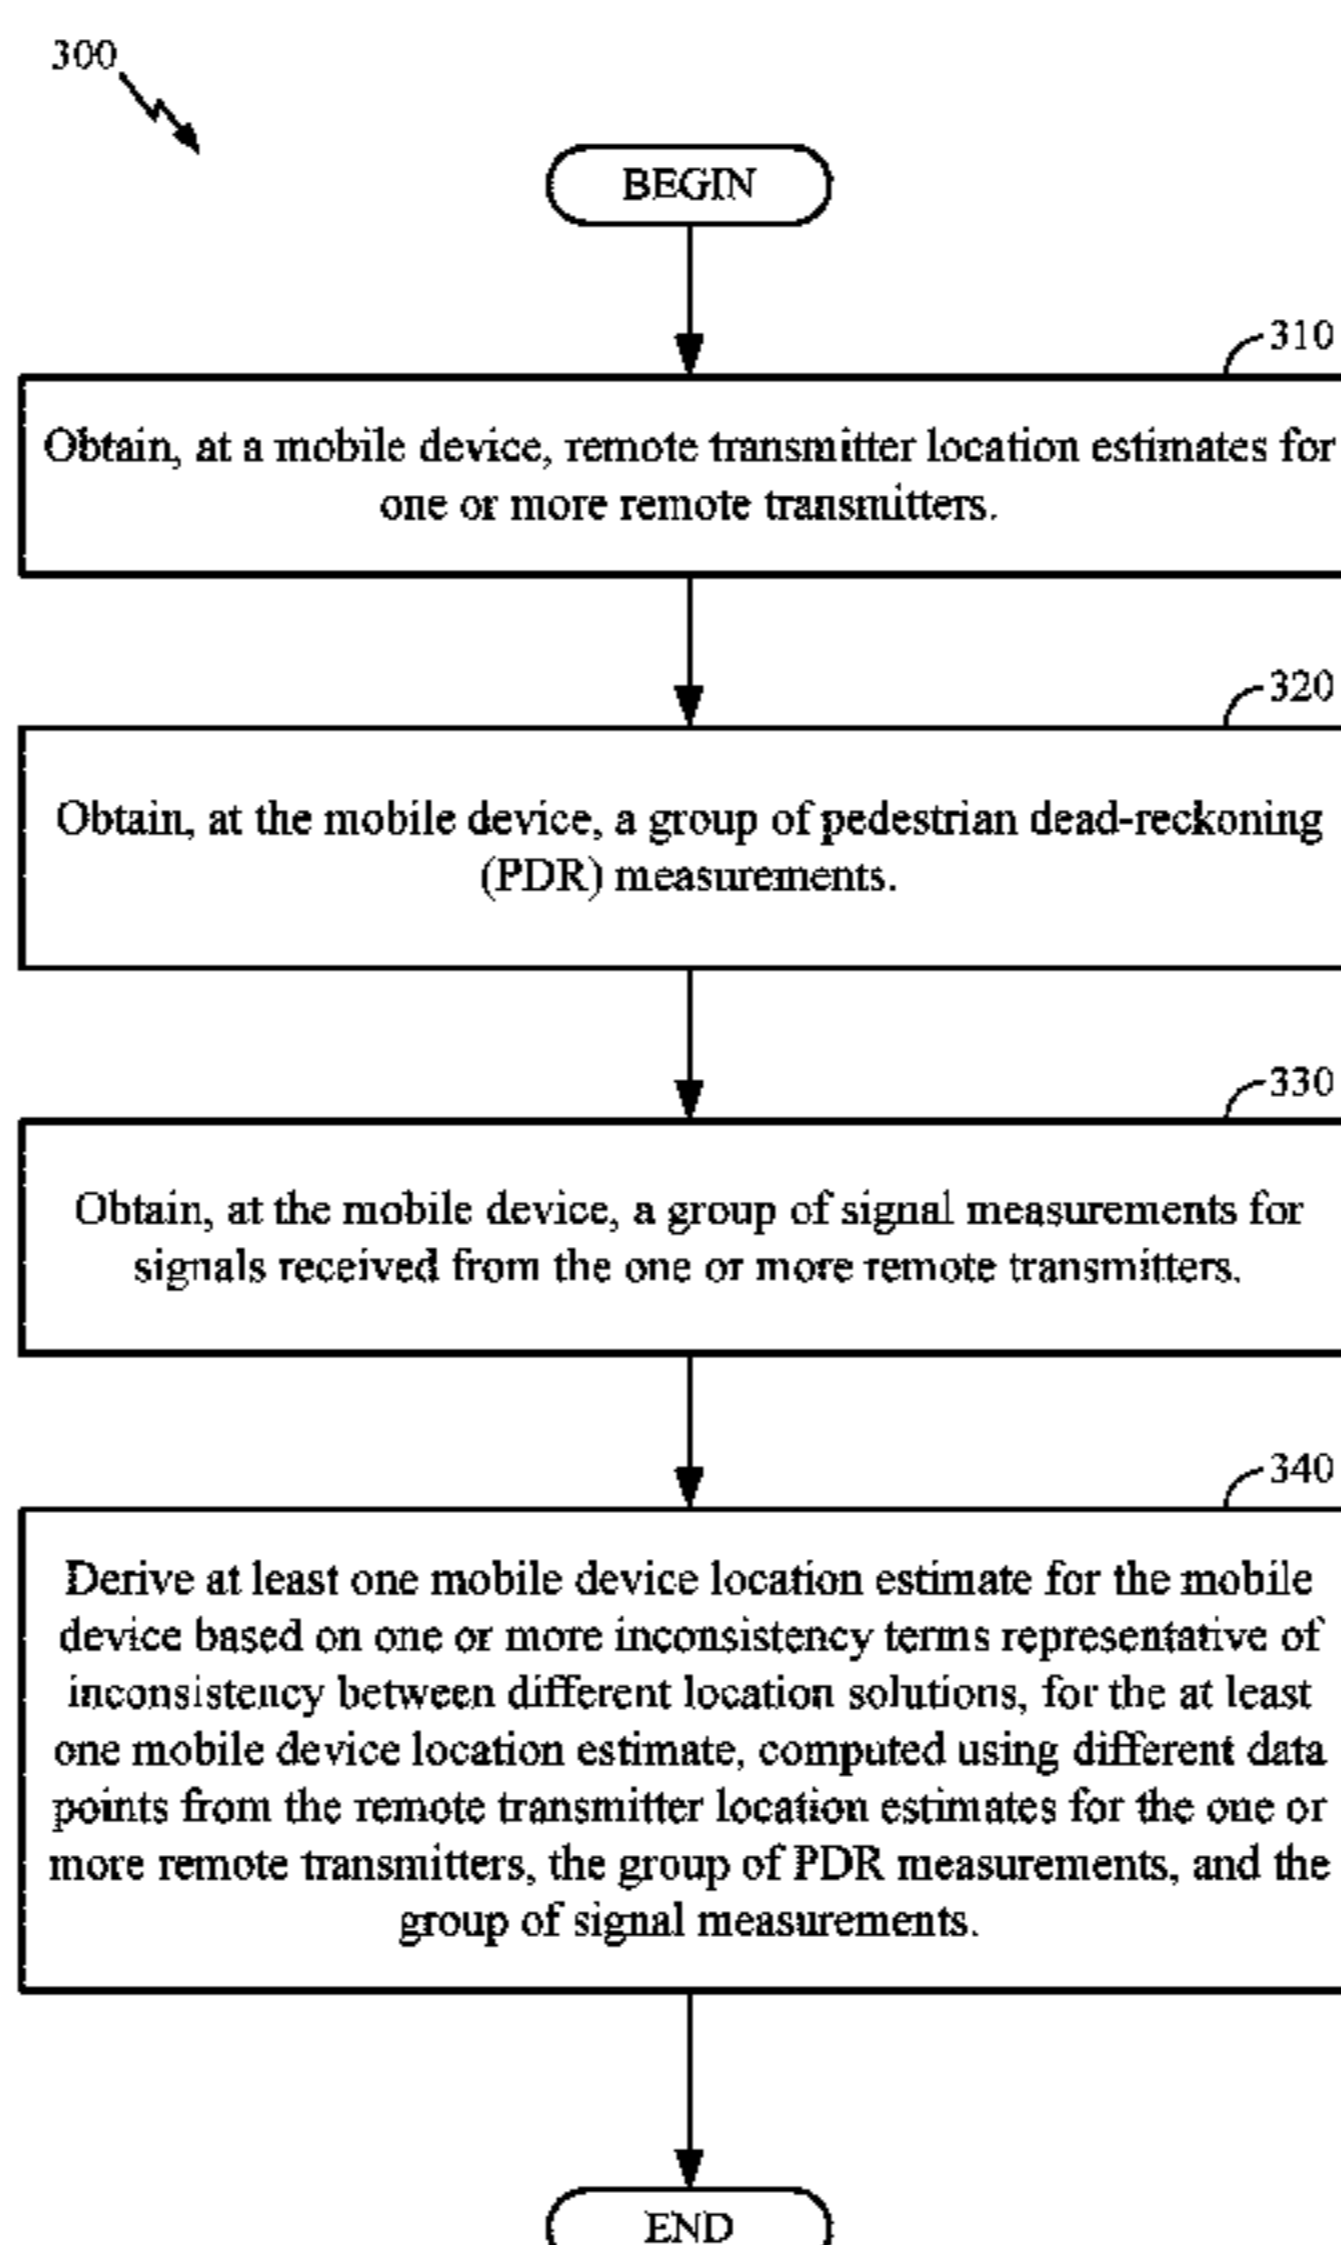 300
BEGIN
310
Obtain, at a mobile device, remote transmitter location estimates for
one or more remote transmitters.
320
Obtain, at the mobile device, a group of pedestrian dead-reckoning
(PDR) measurements.
330
Obtain, at the mobile device, a group of signal measurements for
signals received from the one or more remote transmitters.
340
Derive at least one mobile device location estimate for the mobile
device based on one or more inconsistency terms representative of
inconsistency between different location solutions, for the at least
one mobile device location estimate, computed using different data
points from the remote transmitter location estimates for the one or
more remote transmitters, the group of PDR measurements, and the
group of signal measurements.
END